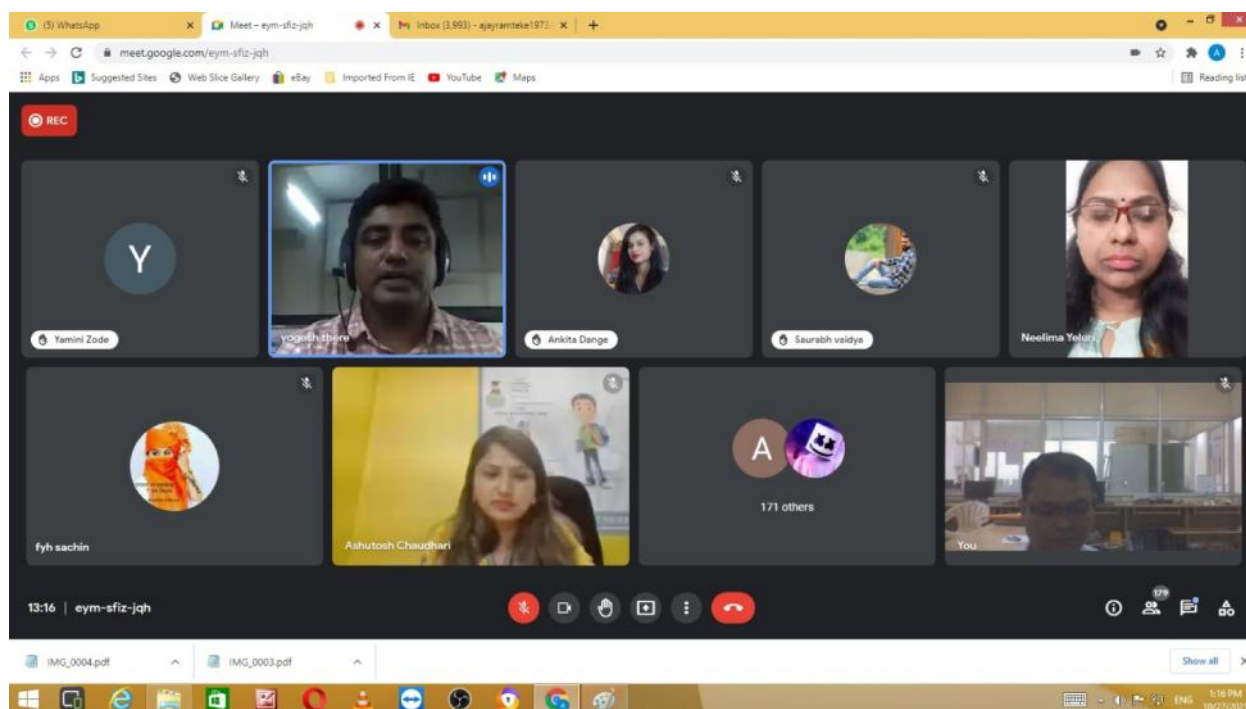 (5) WhatsApp
Meet – eym-sfiz-jqh
Inbox (3,993) - ajayramteke1973
meet.google.com/eym-sfiz-jqh
A
Apps Suggested Sites Web Slice Gallery eBay Imported From IE YouTube Maps Reading list
REC
Y
Yamini Zode
yogesh there
Ankita Dange
Saurabh vaidya
Neelima Yeluri
fyh sachin
Ashutosh Chaudhari
A
171 others
You
13:16 | eym-sfiz-jqh
179
IMG_0004.pdf
IMG_0003.pdf
Show all
ENG
1:16 PM